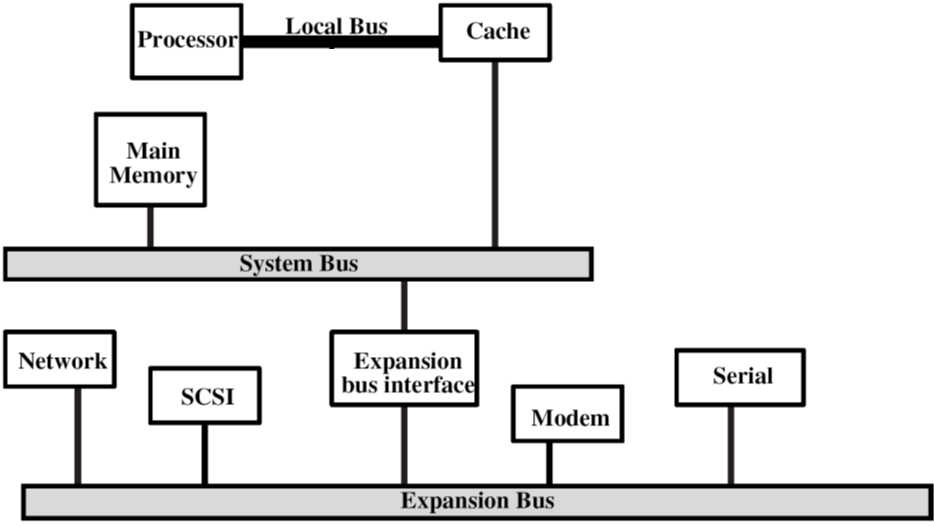 Processor
Local Bus
Cache
Main
Memory
System Bus
Network
SCSI
Expansion
bus interface
Modem
Serial
Expansion Bus